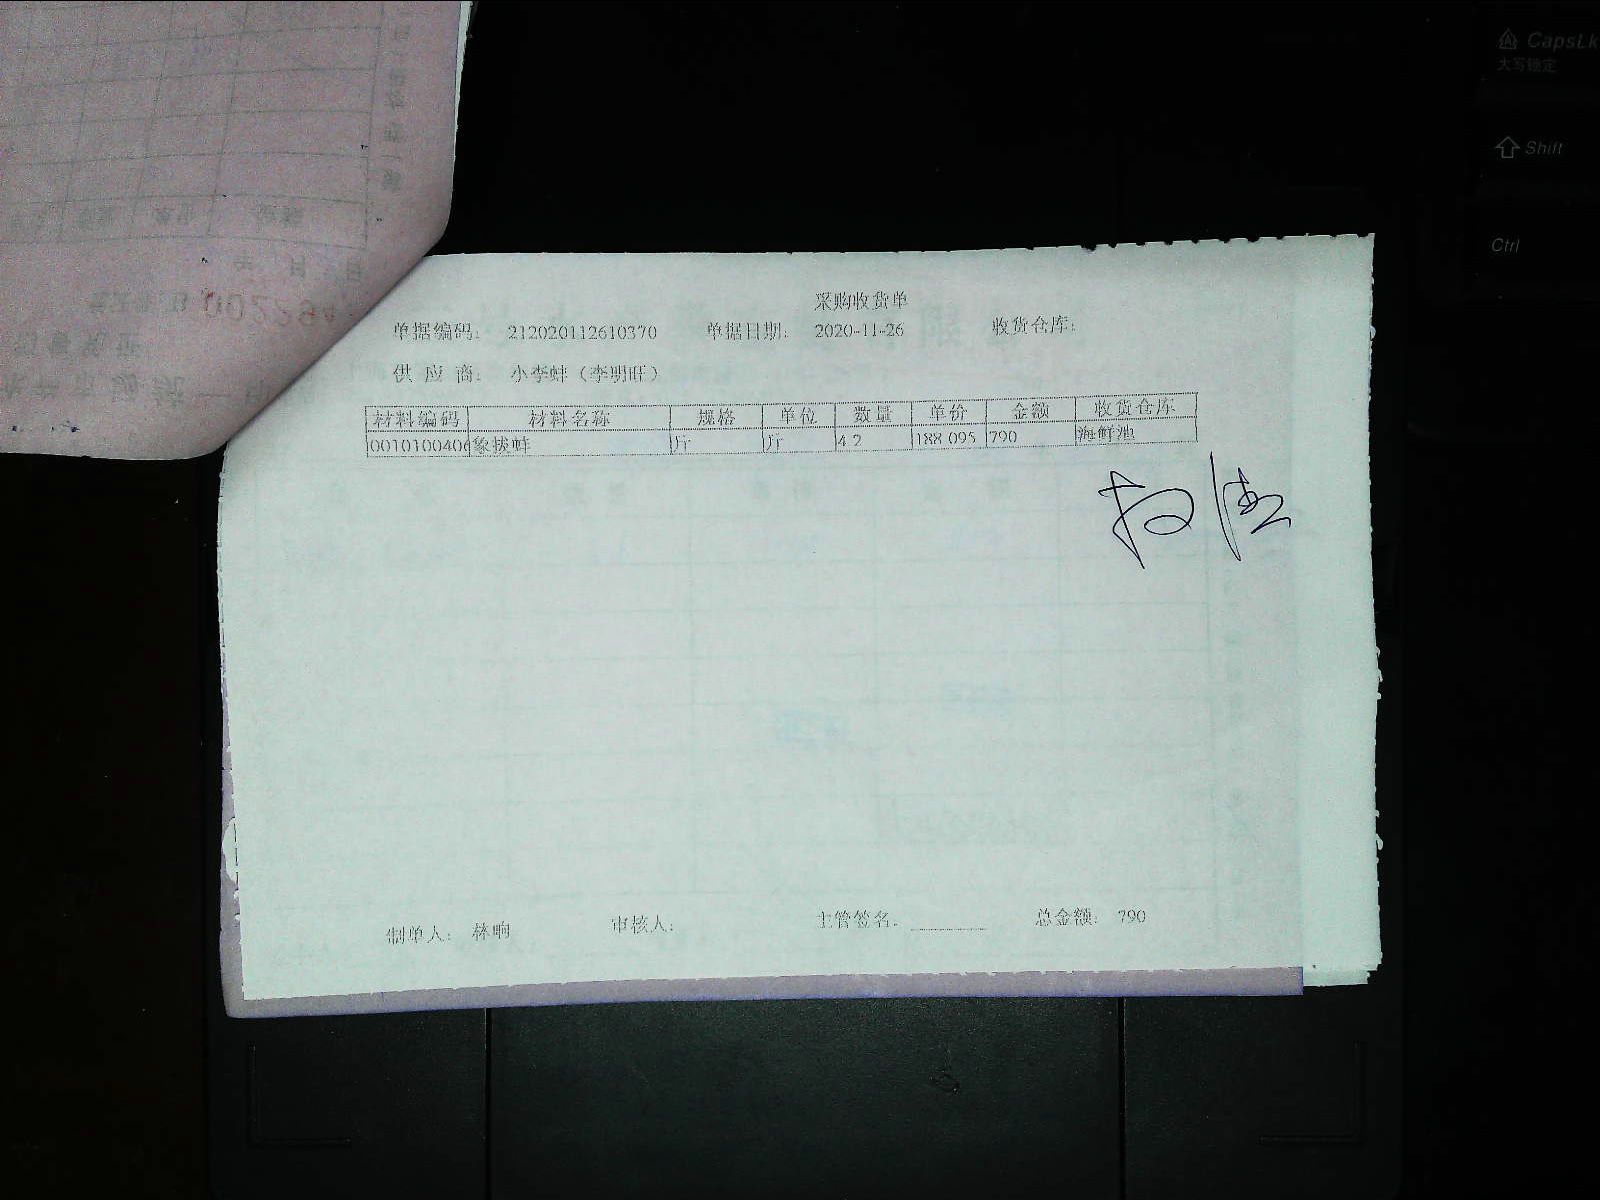 CapsLk
大写锁定
Shift
Ctrl
采购收货单
单据编码: 212020112610370 单据日期: 2020-11-26 收货仓库:
供应商: 小李蚌（李明旺）
材料编码 材料名称 规格 单位 数量 单价 金额 收货仓库
0010100406 象拔蚌 斤 斤 4.2 188.095 790 海鲜池
制单人: 林响 审核人: 主管签名: 总金额: 790